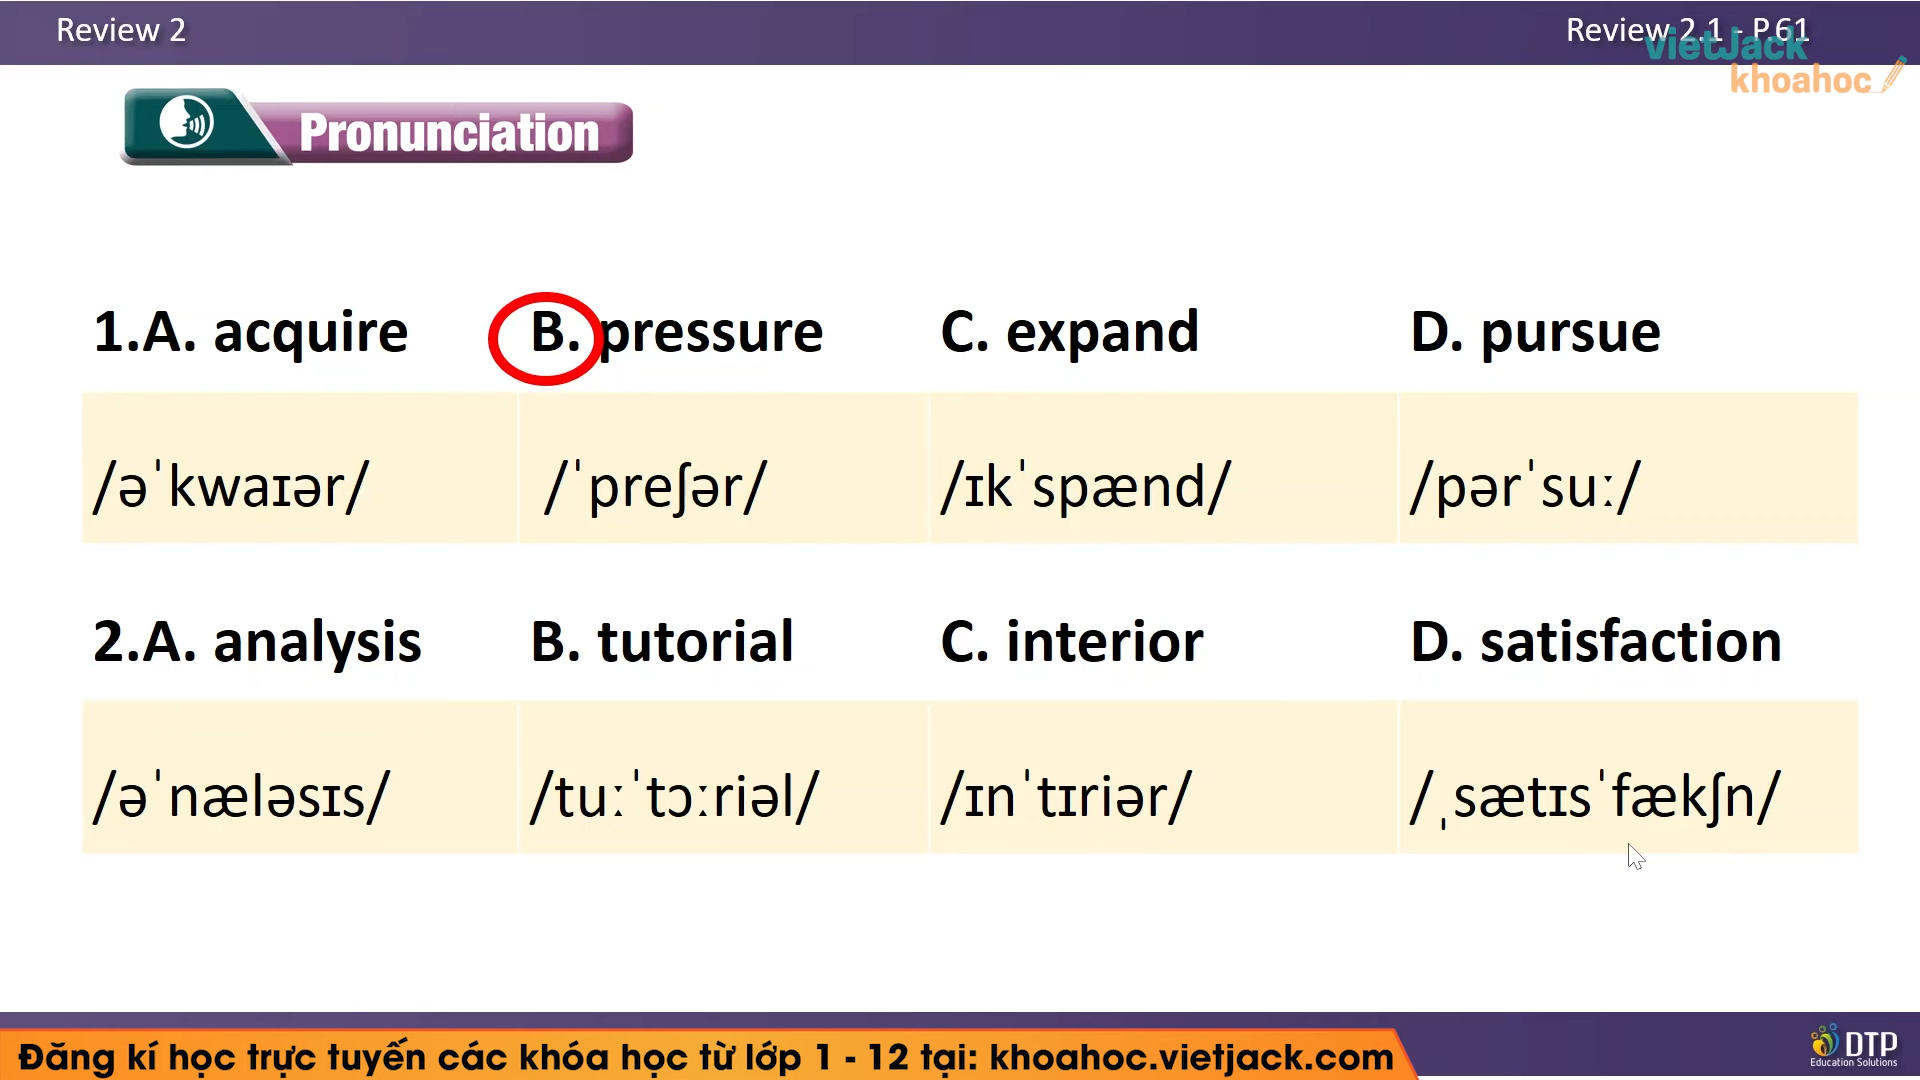 Review 2
Review 2.1 - P.61
vietJack
khoahoc
Pronunciation
1.A. acquire B. pressure C. expand D. pursue
/əˈkwaɪər/ /ˈpreʃər/ /ɪkˈspænd/ /pərˈsuː/
2.A. analysis B. tutorial C. interior D. satisfaction
/əˈnæləsɪs/ /tuːˈtɔːriəl/ /ɪnˈtɪriər/ /ˌsætɪsˈfækʃn/
Đăng kí học trực tuyến các khóa học từ lớp 1 - 12 tại: khoahoc.vietjack.com
DTP
Education Solutions